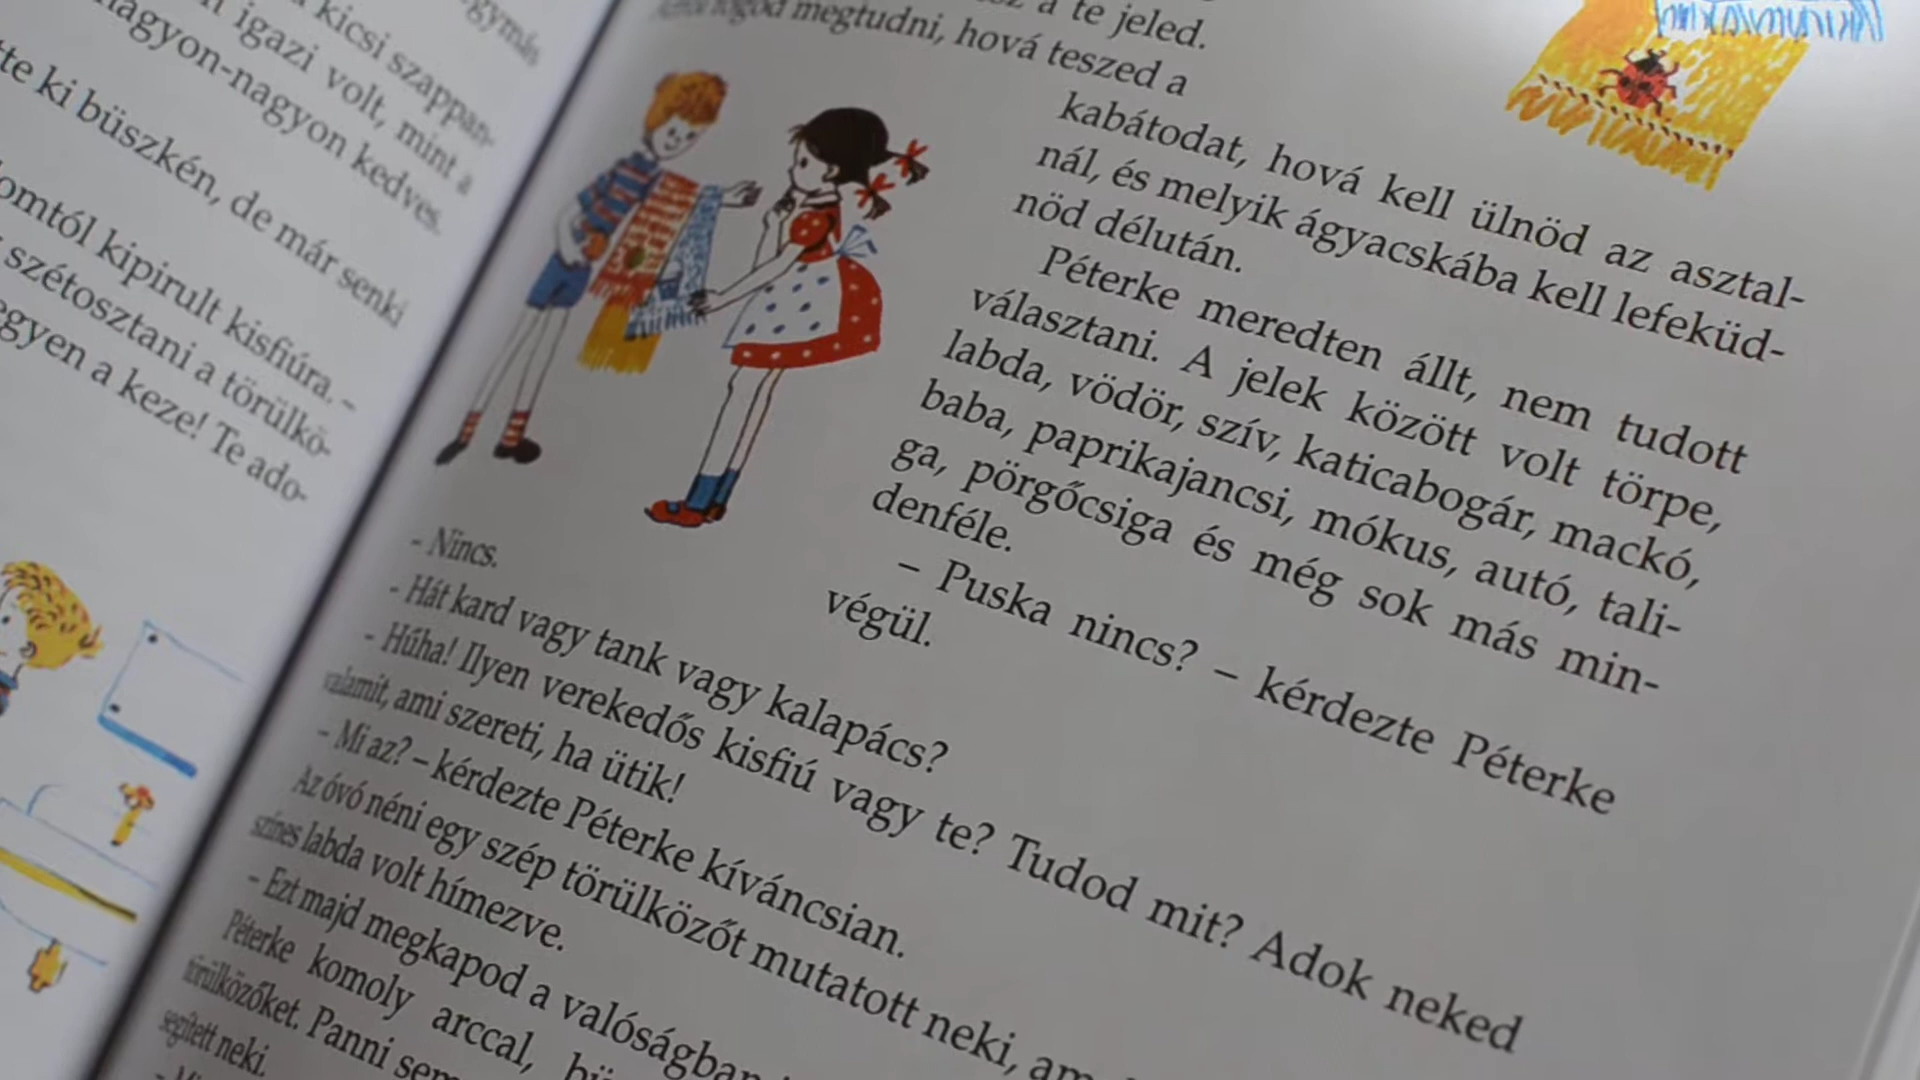 kicsi szappan-
igazi volt, mint a
nagyon-nagyon kedves.
ki büszkén, de már senki
kipirult kisfiúra. –
szétosztani a törülkö-
a keze! Te ado-
a te jeled.
fogod megtudni, hová teszed a
kabátodat, hová kell ülnöd az asztal-
nál, és melyik ágyacskába kell lefeküd-
nöd délután.
Péterke meredten állt, nem tudott
választani. A jelek között volt törpe,
labda, vödör, szív, katicabogár, mackó,
baba, paprikajancsi, mókus, autó, tali-
ga, pörgőcsiga és még sok más min-
denféle.
– Puska nincs? – kérdezte Péterke
végül.
– Nincs.
– Hát kard vagy tank vagy kalapács?
– Hűha! Ilyen verekedős kisfiú vagy te? Tudod mit? Adok neked
valamit, ami szereti, ha ütik!
– Mi az? – kérdezte Péterke kíváncsian.
Az óvó néni egy szép törülközőt mutatott neki,
színes labda volt hímezve.
– Ezt majd megkapod a valóságban
Péterke komoly arccal,
törülközőket. Panni
segített neki.